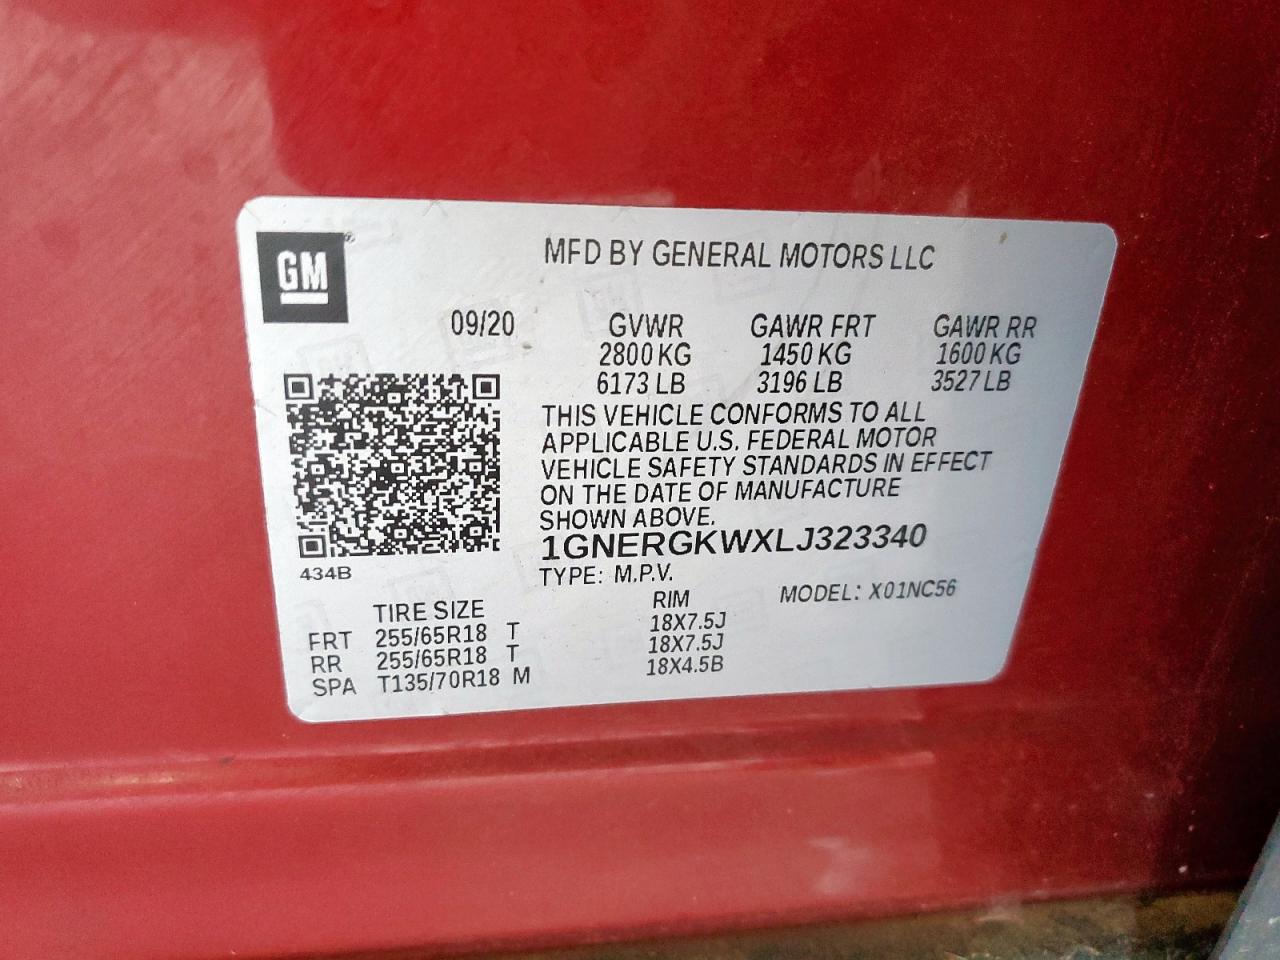 GM®
MFD BY GENERAL MOTORS LLC
09/20 GVWR GAWR FRT GAWR RR
2800 KG 1450 KG 1600 KG
6173 LB 3196 LB 3527 LB
THIS VEHICLE CONFORMS TO ALL
APPLICABLE U.S. FEDERAL MOTOR
VEHICLE SAFETY STANDARDS IN EFFECT
ON THE DATE OF MANUFACTURE
SHOWN ABOVE.
1GNERGKWXLJ323340
434B
TYPE: M.P.V. MODEL: X01NC56
TIRE SIZE RIM
FRT 255/65R18 T 18X7.5J
RR 255/65R18 T 18X7.5J
SPA T135/70R18 M 18X4.5B